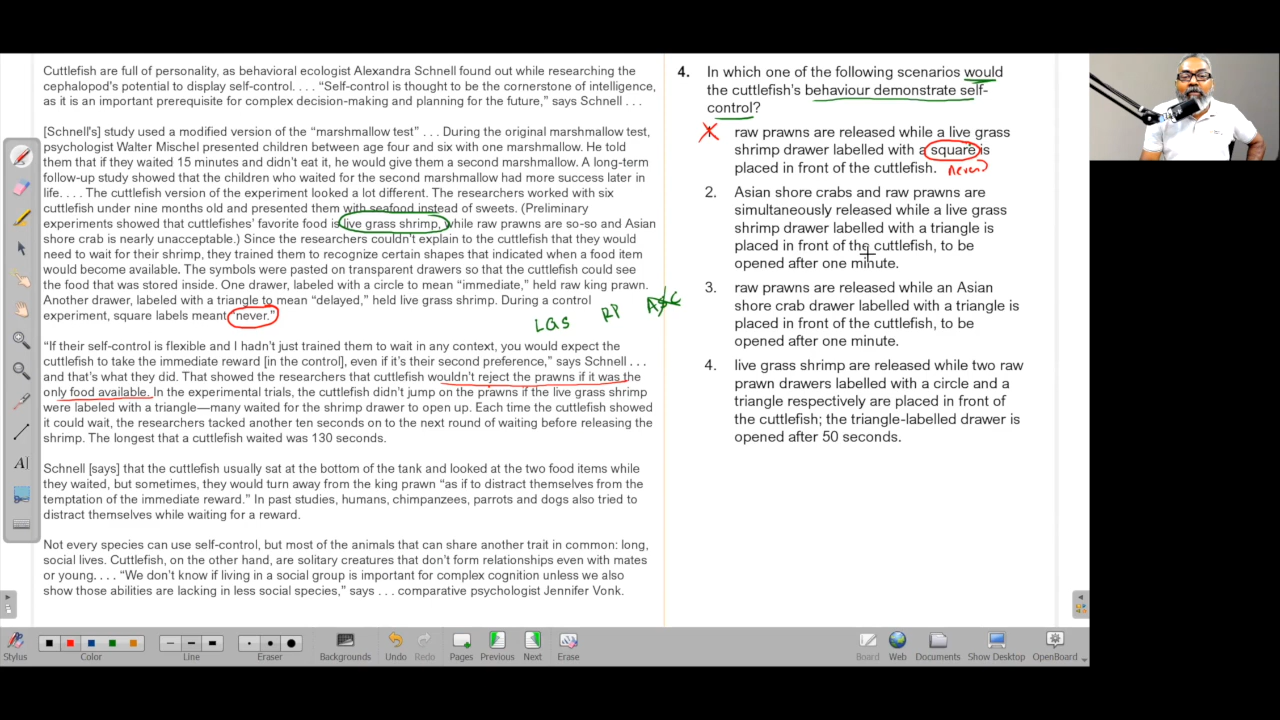 Cuttlefish are full of personality, as behavioral ecologist Alexandra Schnell found out while researching the
cephalopod's potential to display self-control. . . . "Self-control is thought to be the cornerstone of intelligence,
as it is an important prerequisite for complex decision-making and planning for the future," says Schnell . . .
[Schnell's] study used a modified version of the "marshmallow test" . . . During the original marshmallow test,
psychologist Walter Mischel presented children between age four and six with one marshmallow. He told
them that if they waited 15 minutes and didn't eat it, he would give them a second marshmallow. A long-term
follow-up study showed that the children who waited for the second marshmallow had more success later in
life. . . . The cuttlefish version of the experiment looked a lot different. The researchers worked with six
cuttlefish under nine months old and presented them with seafood instead of sweets. (Preliminary
experiments showed that cuttlefishes' favorite food is live grass shrimp, while raw prawns are so-so and Asian
shore crab is nearly unacceptable.) Since the researchers couldn't explain to the cuttlefish that they would
need to wait for their shrimp, they trained them to recognize certain shapes that indicated when a food item
would become available. The symbols were pasted on transparent drawers so that the cuttlefish could see
the food that was stored inside. One drawer, labeled with a circle to mean "immediate," held raw king prawn.
Another drawer, labeled with a triangle to mean "delayed," held live grass shrimp. During a control
experiment, square labels meant "never."
LGS RP ASC
"If their self-control is flexible and I hadn't just trained them to wait in any context, you would expect the
cuttlefish to take the immediate reward [in the control], even if it's their second preference," says Schnell . . .
and that's what they did. That showed the researchers that cuttlefish wouldn't reject the prawns if it was the
only food available. In the experimental trials, the cuttlefish didn't jump on the prawns if the live grass shrimp
were labeled with a triangle—many waited for the shrimp drawer to open up. Each time the cuttlefish showed
it could wait, the researchers tacked another ten seconds on to the next round of waiting before releasing the
shrimp. The longest that a cuttlefish waited was 130 seconds.
Schnell [says] that the cuttlefish usually sat at the bottom of the tank and looked at the two food items while
they waited, but sometimes, they would turn away from the king prawn "as if to distract themselves from the
temptation of the immediate reward." In past studies, humans, chimpanzees, parrots and dogs also tried to
distract themselves while waiting for a reward.
Not every species can use self-control, but most of the animals that can share another trait in common: long,
social lives. Cuttlefish, on the other hand, are solitary creatures that don't form relationships even with mates
or young. . . . "We don't know if living in a social group is important for complex cognition unless we also
show those abilities are lacking in less social species," says . . . comparative psychologist Jennifer Vonk.
4. In which one of the following scenarios would
the cuttlefish's behaviour demonstrate self-
control?
raw prawns are released while a live grass
shrimp drawer labelled with a square is
placed in front of the cuttlefish. never
2. Asian shore crabs and raw prawns are
simultaneously released while a live grass
shrimp drawer labelled with a triangle is
placed in front of the cuttlefish, to be
opened after one minute.
3. raw prawns are released while an Asian
shore crab drawer labelled with a triangle is
placed in front of the cuttlefish, to be
opened after one minute.
4. live grass shrimp are released while two raw
prawn drawers labelled with a circle and a
triangle respectively are placed in front of
the cuttlefish; the triangle-labelled drawer is
opened after 50 seconds.
Stylus Color Line Eraser Backgrounds Undo Redo Pages Previous Next Erase Board Web Documents Show Desktop OpenBoard